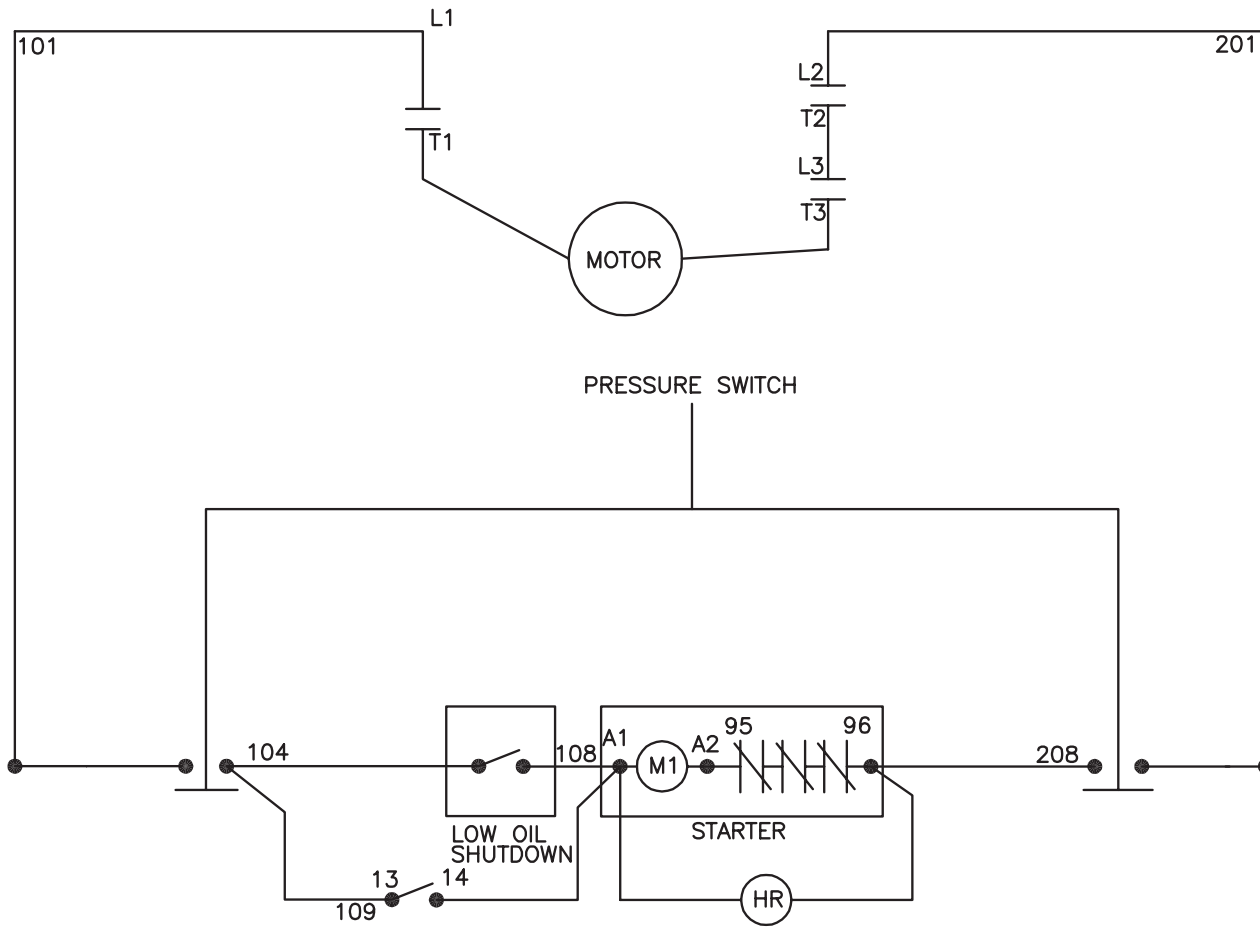 L1
101
201
L2
T2
T1
L3
T3
MOTOR
PRESSURE SWITCH
104
108
A1
M1
A2
95
96
208
LOW OIL
SHUTDOWN
STARTER
13
14
109
HR